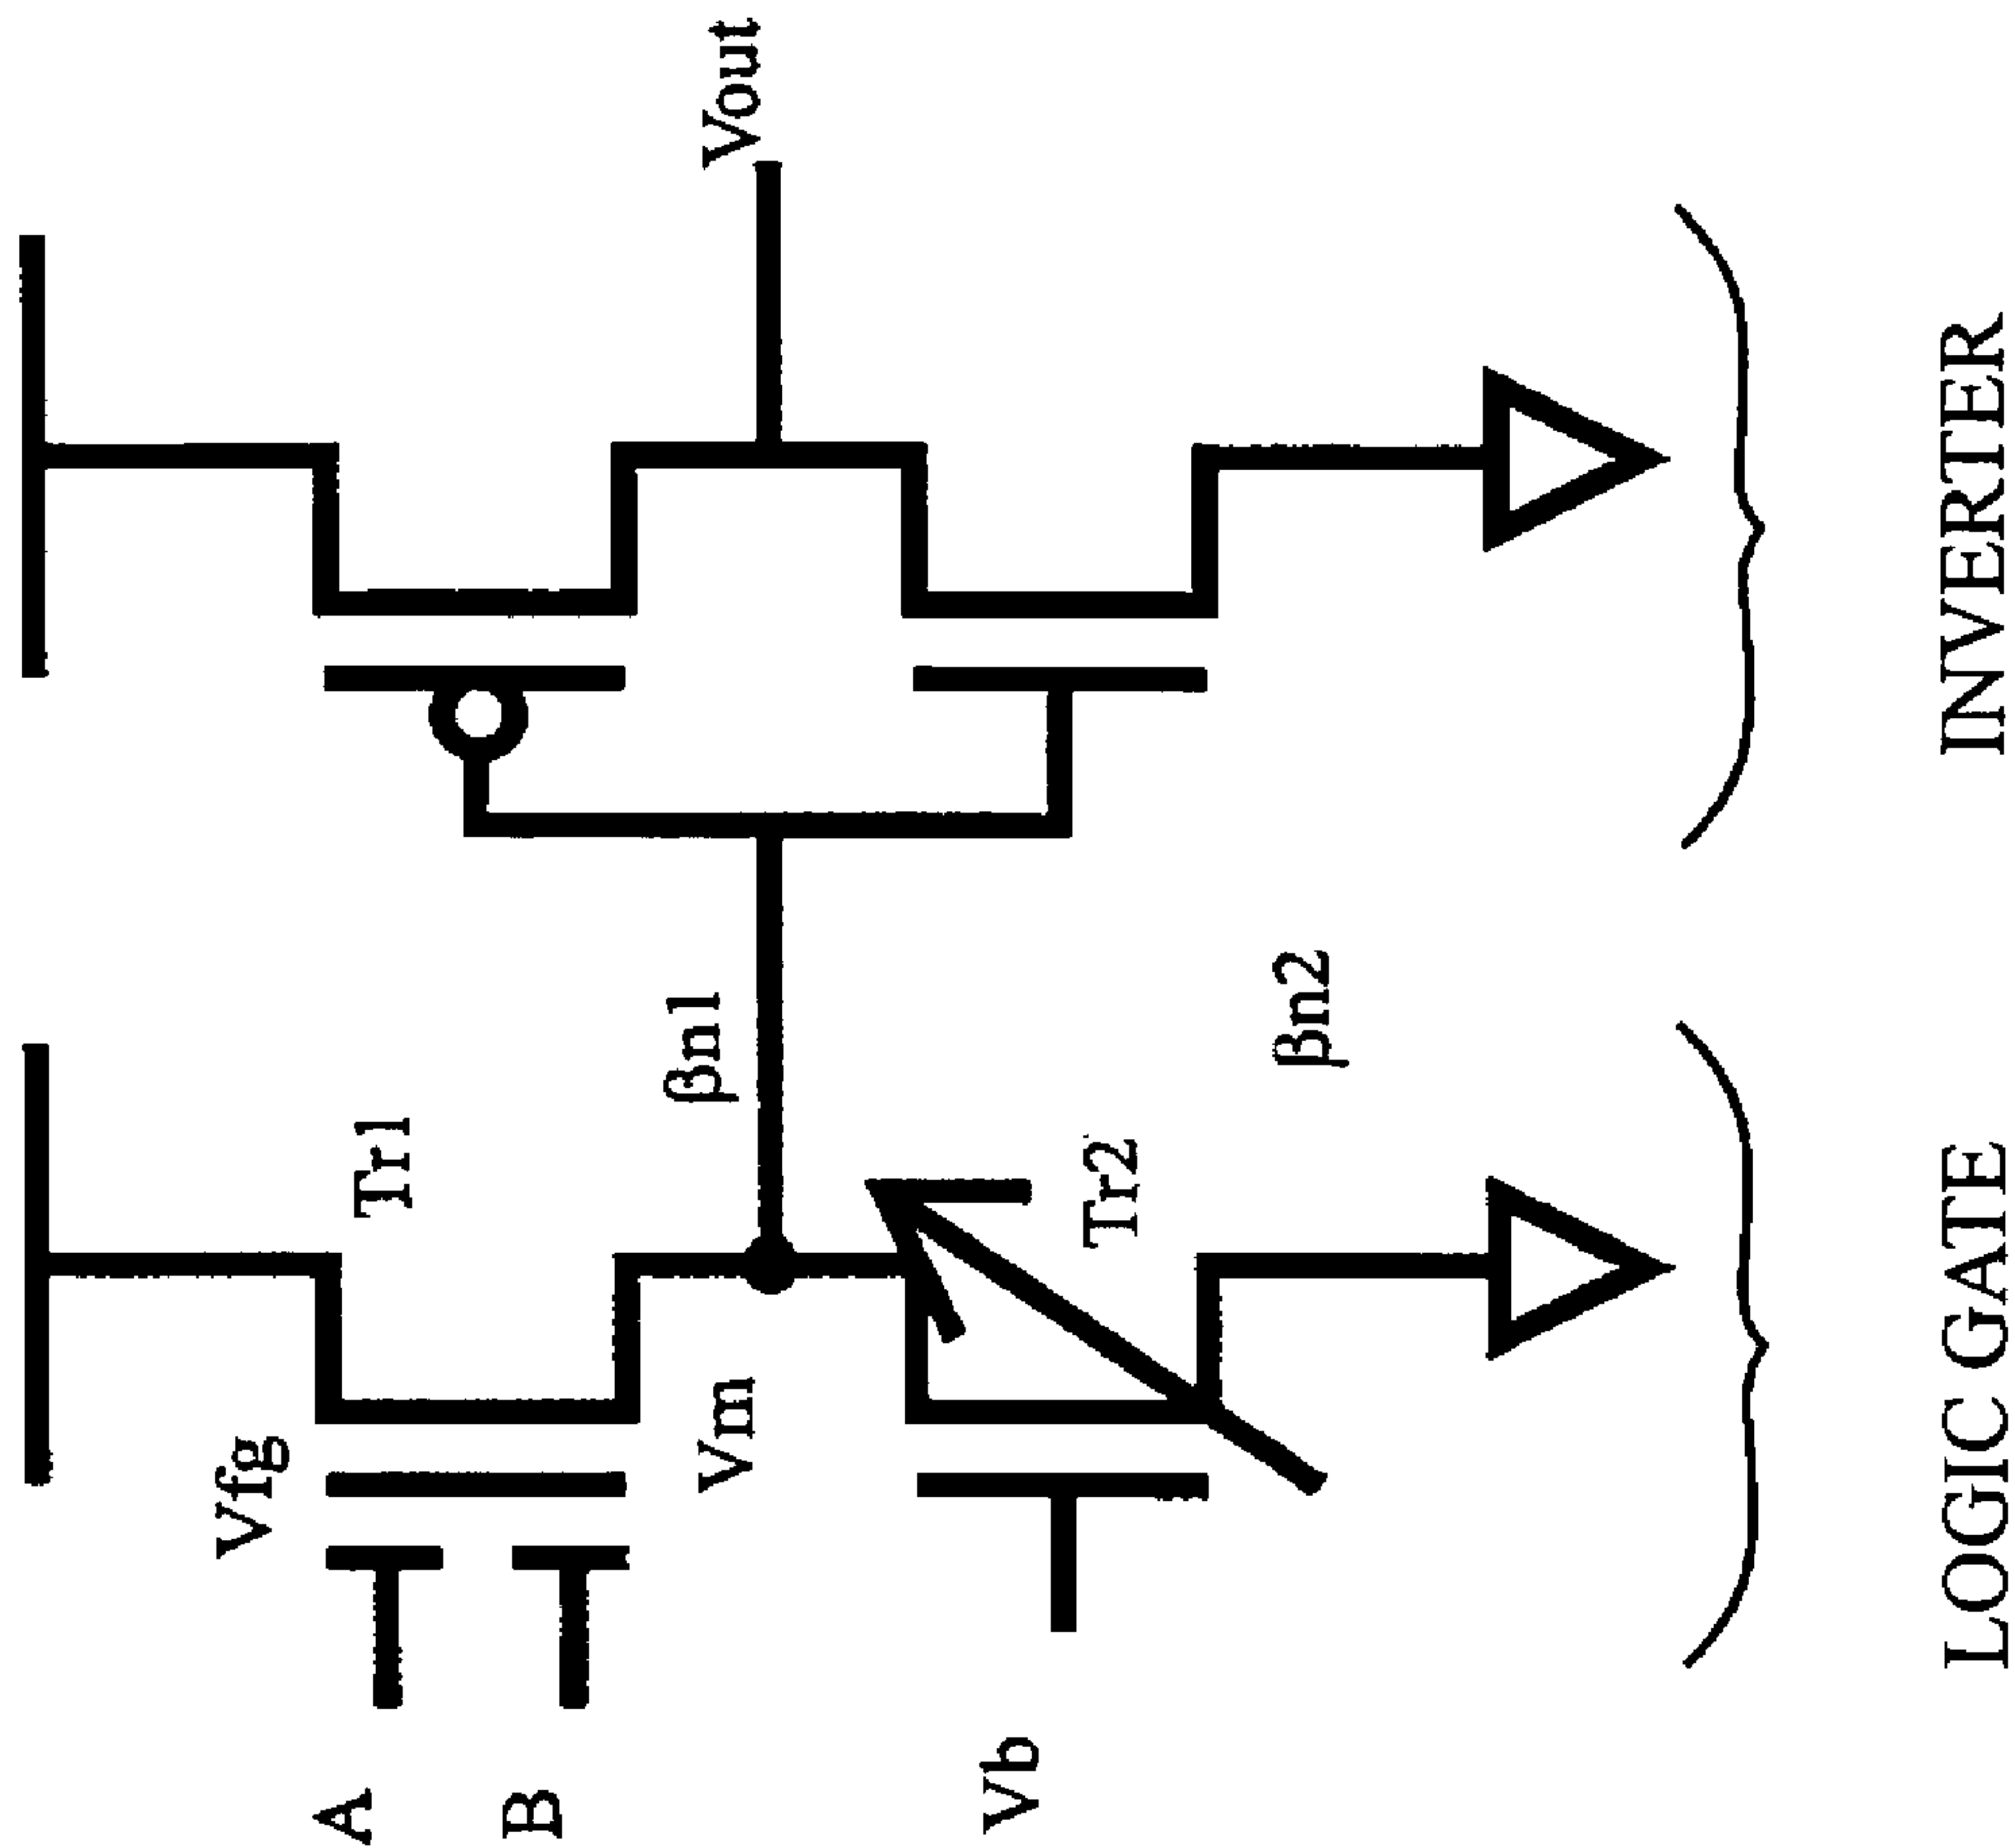 A
B
Vfg
Tr1
βn1
Vm
Vb
Tr2
βn2
Vout
LOGIC GATE
INVERTER